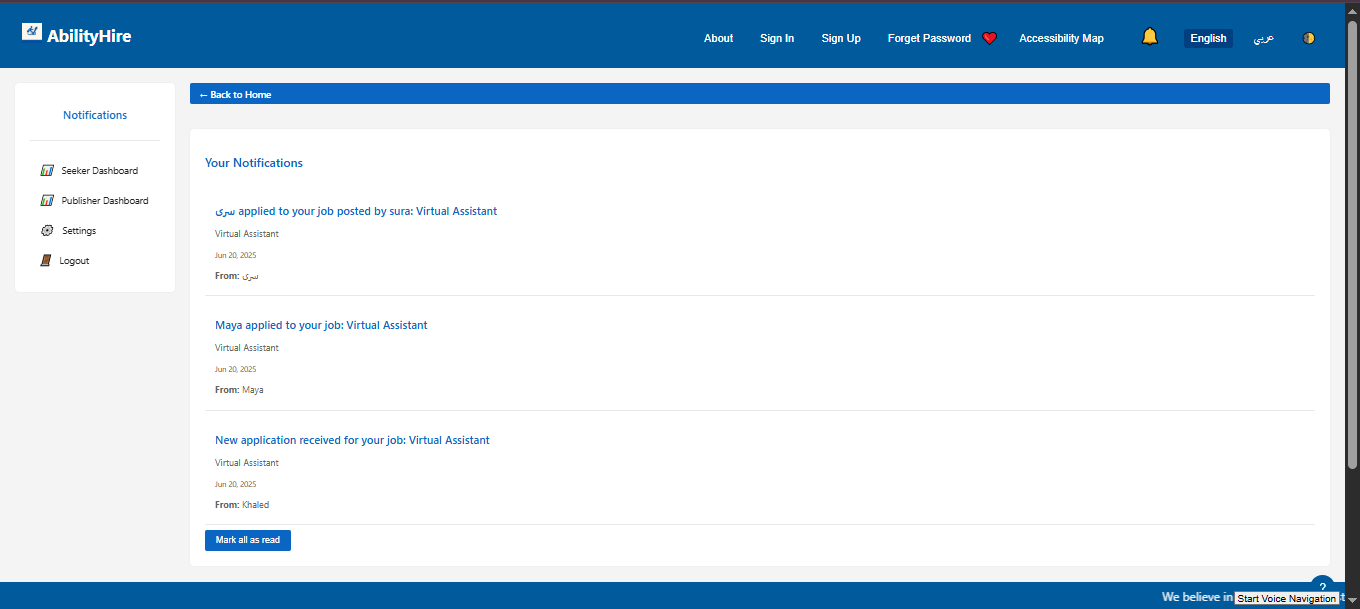 AbilityHire
About Sign In Sign Up Forget Password Accessibility Map English عربي
Notifications
Seeker Dashboard
Publisher Dashboard
Settings
Logout
← Back to Home
Your Notifications
سرى applied to your job posted by sura: Virtual Assistant
Virtual Assistant
Jun 20, 2025
From: سرى
Maya applied to your job: Virtual Assistant
Virtual Assistant
Jun 20, 2025
From: Maya
New application received for your job: Virtual Assistant
Virtual Assistant
Jun 20, 2025
From: Khaled
Mark all as read
?
We believe in
Start Voice Navigation